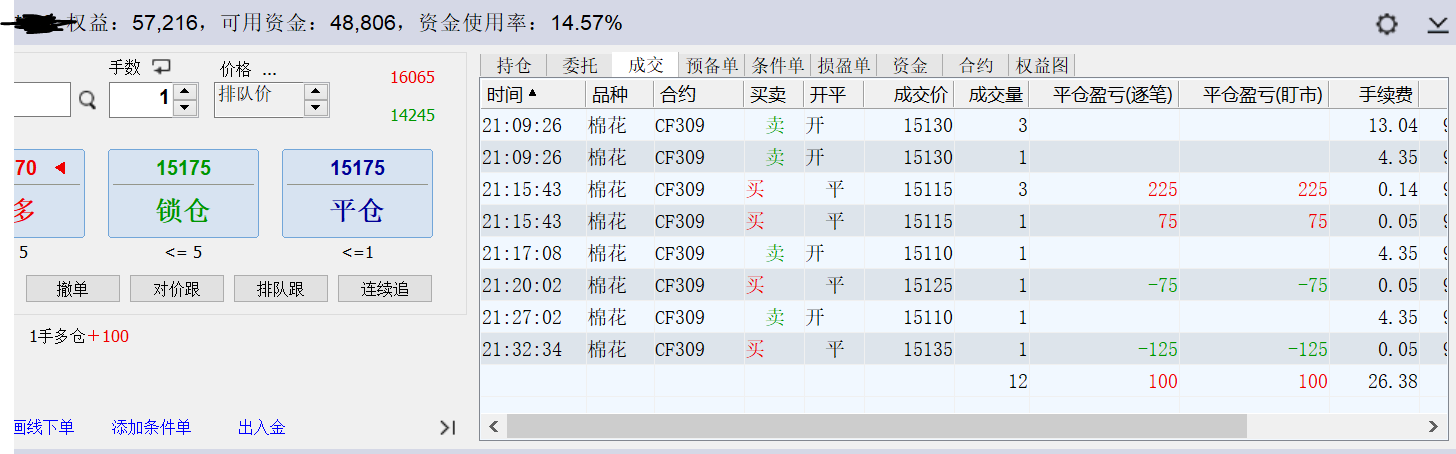 权益：57,216，可用资金：48,806，资金使用率：14.57%
手数 价格 ...
1 排队价
16065
14245
70 15175 15175
多 锁仓 平仓
5 <= 5 <=1
撤单 对价跟 排队跟 连续追
1手多仓+100
画线下单 添加条件单 出入金
持仓 委托 成交 预备单 条件单 损盈单 资金 合约 权益图
时间 品种 合约 买卖 开平 成交价 成交量 平仓盈亏(逐笔) 平仓盈亏(盯市) 手续费
21:09:26 棉花 CF309 卖 开 15130 3 13.04
21:09:26 棉花 CF309 卖 开 15130 1 4.35
21:15:43 棉花 CF309 买 平 15115 3 225 225 0.14
21:15:43 棉花 CF309 买 平 15115 1 75 75 0.05
21:17:08 棉花 CF309 卖 开 15110 1 4.35
21:20:02 棉花 CF309 买 平 15125 1 -75 -75 0.05
21:27:02 棉花 CF309 卖 开 15110 1 4.35
21:32:34 棉花 CF309 买 平 15135 1 -125 -125 0.05
12 100 100 26.38